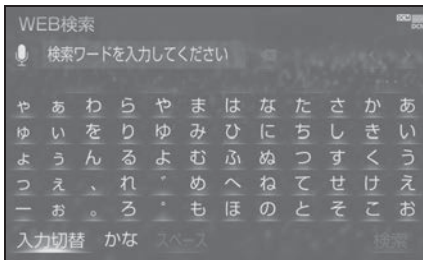 WEB検索
検索ワードを入力してください
ゃ ぁ わ ら や ま は な た さ か あ
ゅ ぃ を り ゆ み ひ に ち し き い
ょ ぅ ん る よ む ふ ぬ つ す く う
っ ぇ 、 れ ゛ め へ ね て せ け え
ー ぉ 。 ろ ゜ も ほ の と そ こ お
入力切替 かな スペース 検索